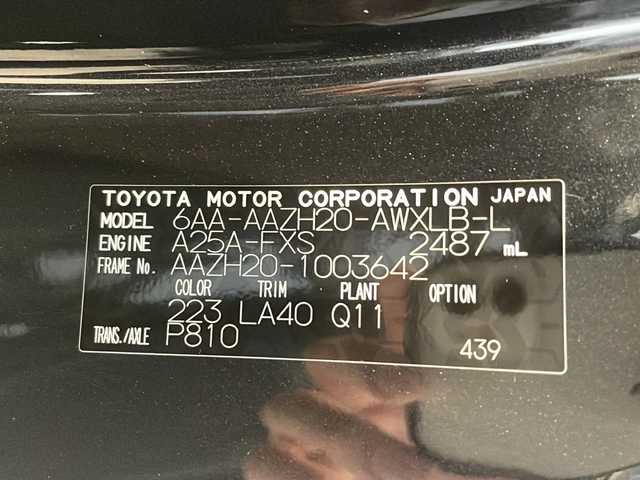 TOYOTA MOTOR CORPORATION JAPAN
MODEL 6AA-AAZH20-AWXLB-L
ENGINE A25A-FXS 2487 mL
FRAME No. AAZH20-1003642
COLOR TRIM PLANT OPTION
223 LA40 Q11
TRANS./AXLE P810
439